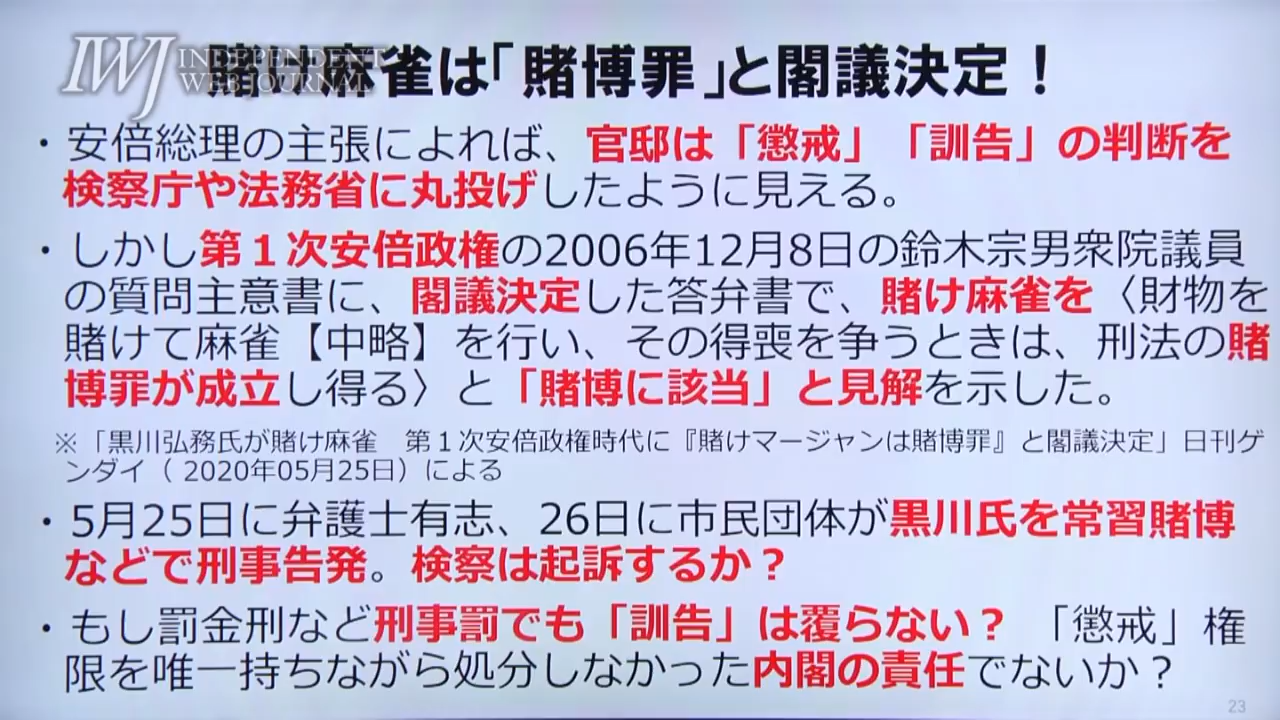 IWJ INDEPENDENT
WEB JOURNAL
賭け麻雀は「賭博罪」と閣議決定！
・安倍総理の主張によれば、官邸は「懲戒」「訓告」の判断を
検察庁や法務省に丸投げしたように見える。
・しかし第１次安倍政権の2006年12月8日の鈴木宗男衆院議員
の質問主意書に、閣議決定した答弁書で、賭け麻雀を〈財物を
賭けて麻雀【中略】を行い、その得喪を争うときは、刑法の賭
博罪が成立し得る〉と「賭博に該当」と見解を示した。
※「黒川弘務氏が賭け麻雀　第１次安倍政権時代に『賭けマージャンは賭博罪』と閣議決定」日刊ゲ
ンダイ（ 2020年05月25日）による
・5月25日に弁護士有志、26日に市民団体が黒川氏を常習賭博
などで刑事告発。検察は起訴するか？
・もし罰金刑など刑事罰でも「訓告」は覆らない？　「懲戒」権
限を唯一持ちながら処分しなかった内閣の責任でないか？
23